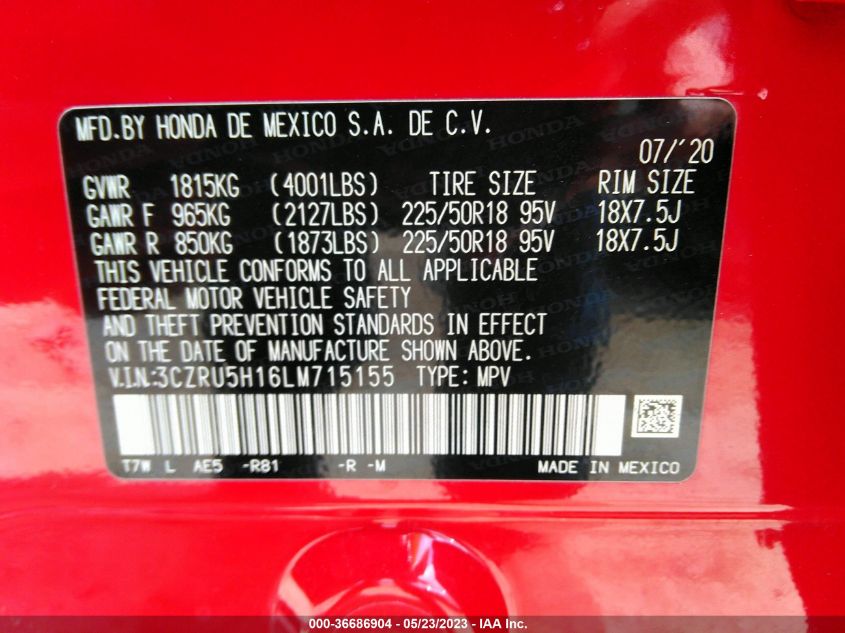 MFD.BY HONDA DE MEXICO S.A. DE C.V.
07/'20
GVWR 1815KG (4001LBS) TIRE SIZE RIM SIZE
GAWR F 965KG (2127LBS) 225/50R18 95V 18X7.5J
GAWR R 850KG (1873LBS) 225/50R18 95V 18X7.5J
THIS VEHICLE CONFORMS TO ALL APPLICABLE
FEDERAL MOTOR VEHICLE SAFETY
AND THEFT PREVENTION STANDARDS IN EFFECT
ON THE DATE OF MANUFACTURE SHOWN ABOVE.
V.I.N.:3CZRU5H16LM715155 TYPE: MPV
T7W L AE5 -R81 -R -M MADE IN MEXICO
000-36686904 - 05/23/2023 - IAA Inc.